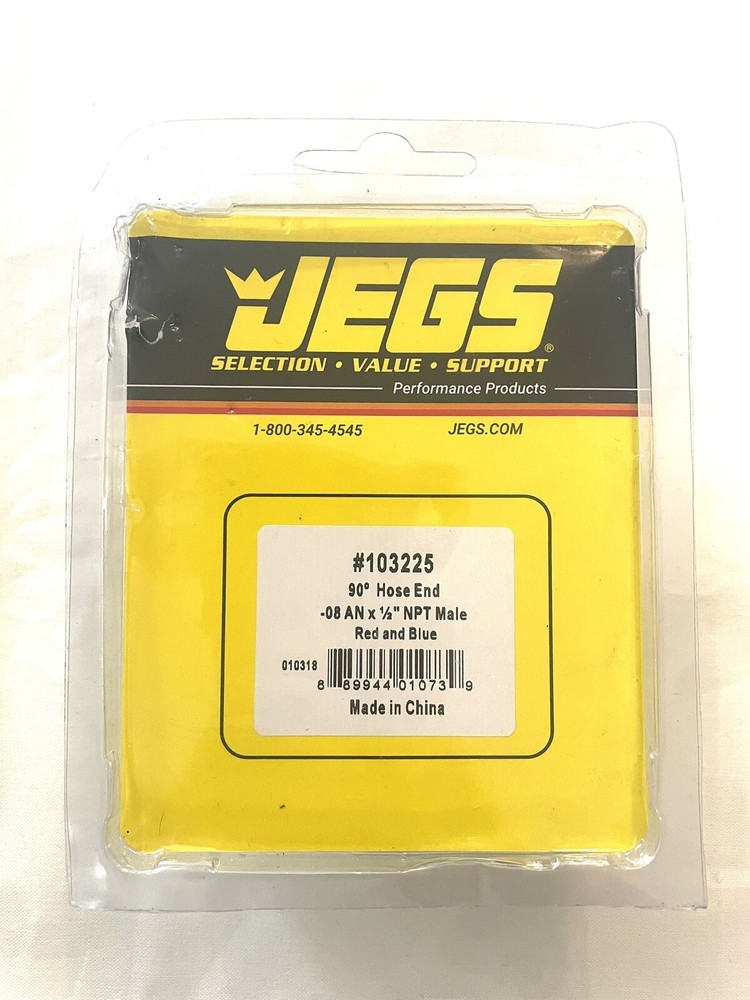 JEGS®
SELECTION • VALUE • SUPPORT
Performance Products
1-800-345-4545 JEGS.COM
#103225
90° Hose End
-08 AN x ½" NPT Male
Red and Blue
010318
8 89944 01073 9
Made in China